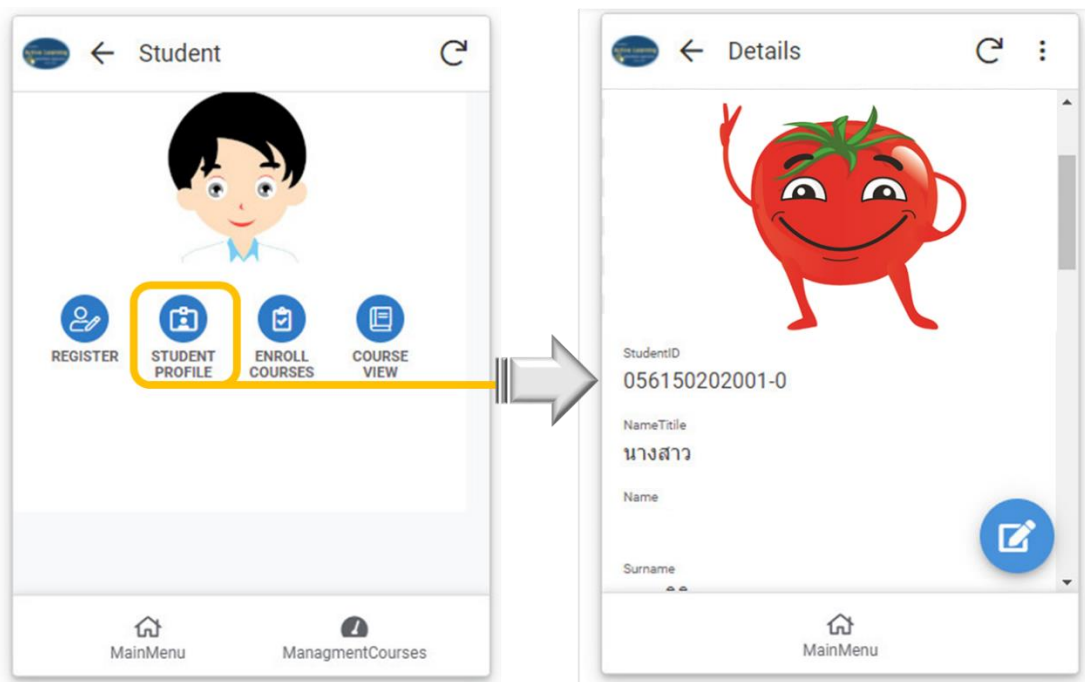 Student
REGISTER
STUDENT
PROFILE
ENROLL
COURSES
COURSE
VIEW
MainMenu
ManagmentCourses
Details
StudentID
056150202001-0
NameTitile
นางสาว
Name
Surname
MainMenu